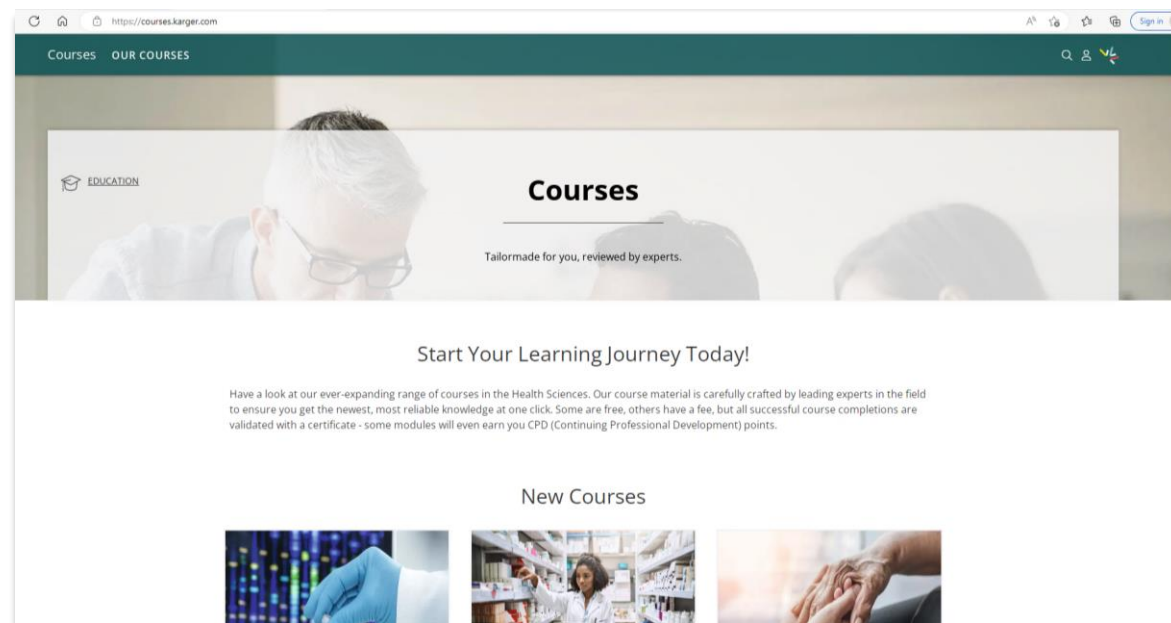 https://courses.karger.com
Sign in
Courses OUR COURSES
EDUCATION
Courses
Tailormade for you, reviewed by experts.
Start Your Learning Journey Today!
Have a look at our ever-expanding range of courses in the Health Sciences. Our course material is carefully crafted by leading experts in the field
to ensure you get the newest, most reliable knowledge at one click. Some are free, others have a fee, but all successful course completions are
validated with a certificate - some modules will even earn you CPD (Continuing Professional Development) points.
New Courses